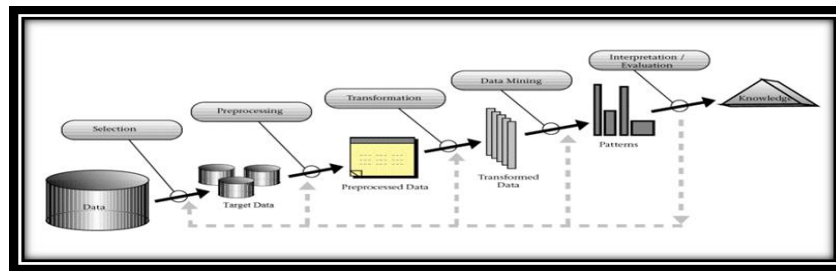 Interpretation /
Evaluation
Data Mining
Transformation
Preprocessing
Selection
Knowledge
Patterns
Transformed
Data
Preprocessed Data
Target Data
Data